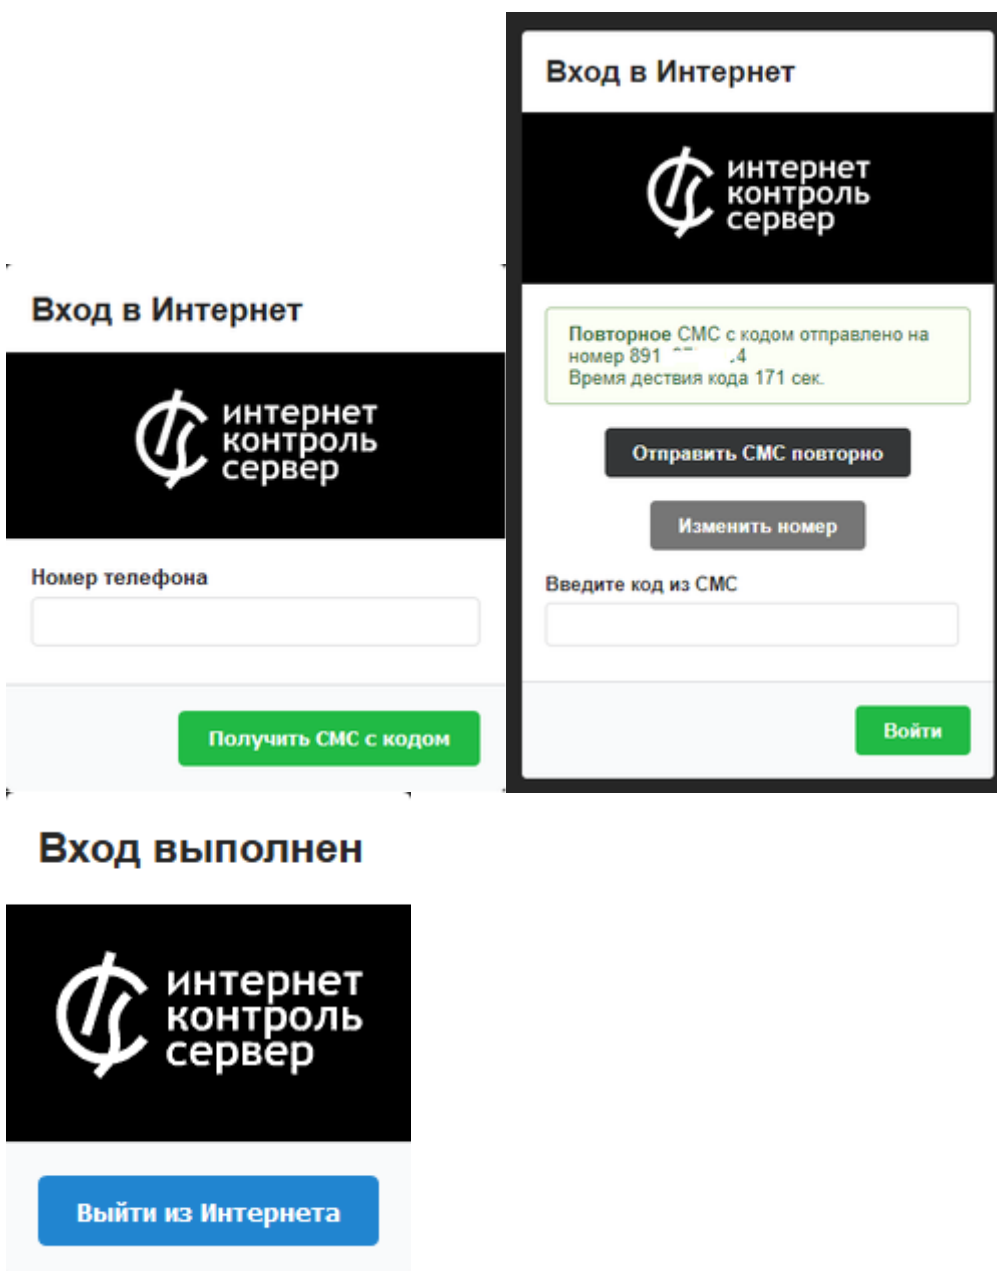 Вход в Интернет
интернет
контроль
сервер
Номер телефона
Получить СМС с кодом
Вход в Интернет
интернет
контроль
сервер
Повторное СМС с кодом отправлено на
номер 891 4
Время дествия кода 171 сек.
Отправить СМС повторно
Изменить номер
Введите код из СМС
Войти
Вход выполнен
интернет
контроль
сервер
Выйти из Интернета